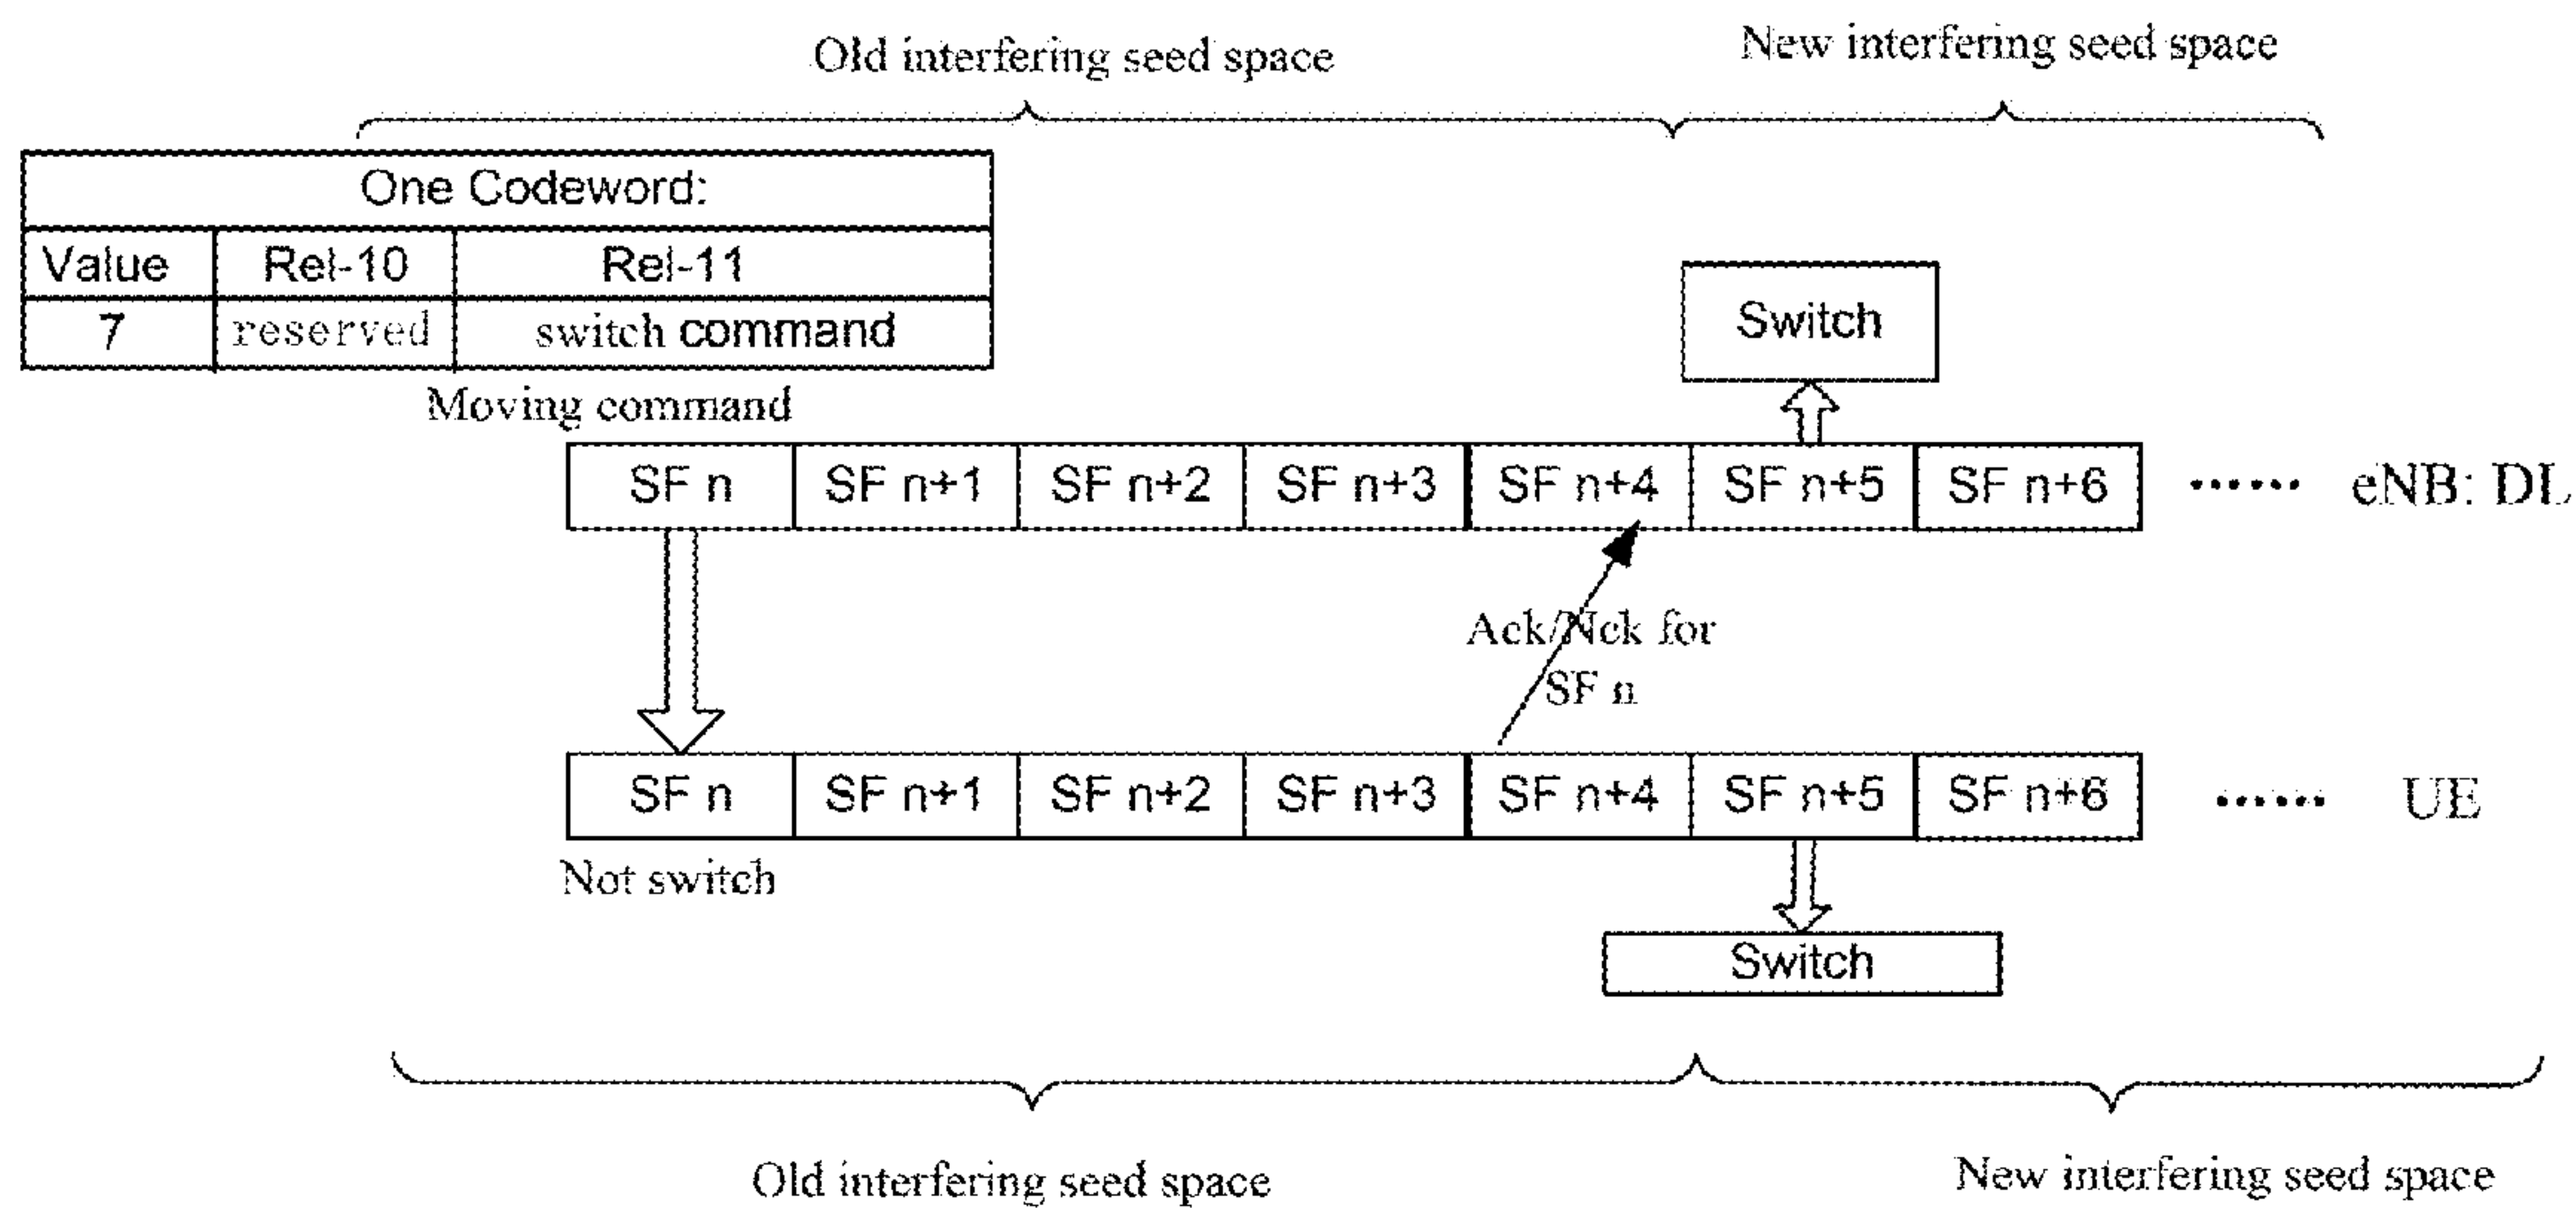 Old interfering seed space
New interfering seed space
One Codeword:
Value Rel-10 Rel-11
7 reserved switch command
Switch
Moving command
SF n SF n+1 SF n+2 SF n+3 SF n+4 SF n+5 SF n+6 ...... eNB: DL
Ack/Nck for
SF n
SF n SF n+1 SF n+2 SF n+3 SF n+4 SF n+5 SF n+6 ...... UE
Not switch
Switch
Old interfering seed space
New interfering seed space